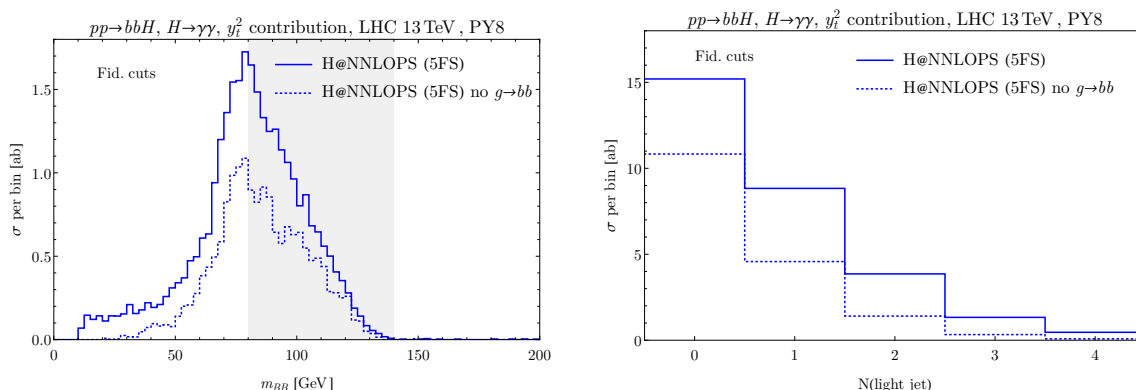 pp→bbH, H→γγ, y_t^2 contribution, LHC 13 TeV, PY8
Fid. cuts
H@NNLOPS (5FS)
H@NNLOPS (5FS) no g→bb
σ per bin [ab]
1.5
1.0
0.5
0.0
0 50 100 150 200
m_BB [GeV]
pp→bbH, H→γγ, y_t^2 contribution, LHC 13 TeV, PY8
Fid. cuts
H@NNLOPS (5FS)
H@NNLOPS (5FS) no g→bb
σ per bin [ab]
15
10
5
0
0 1 2 3 4
N(light jet)